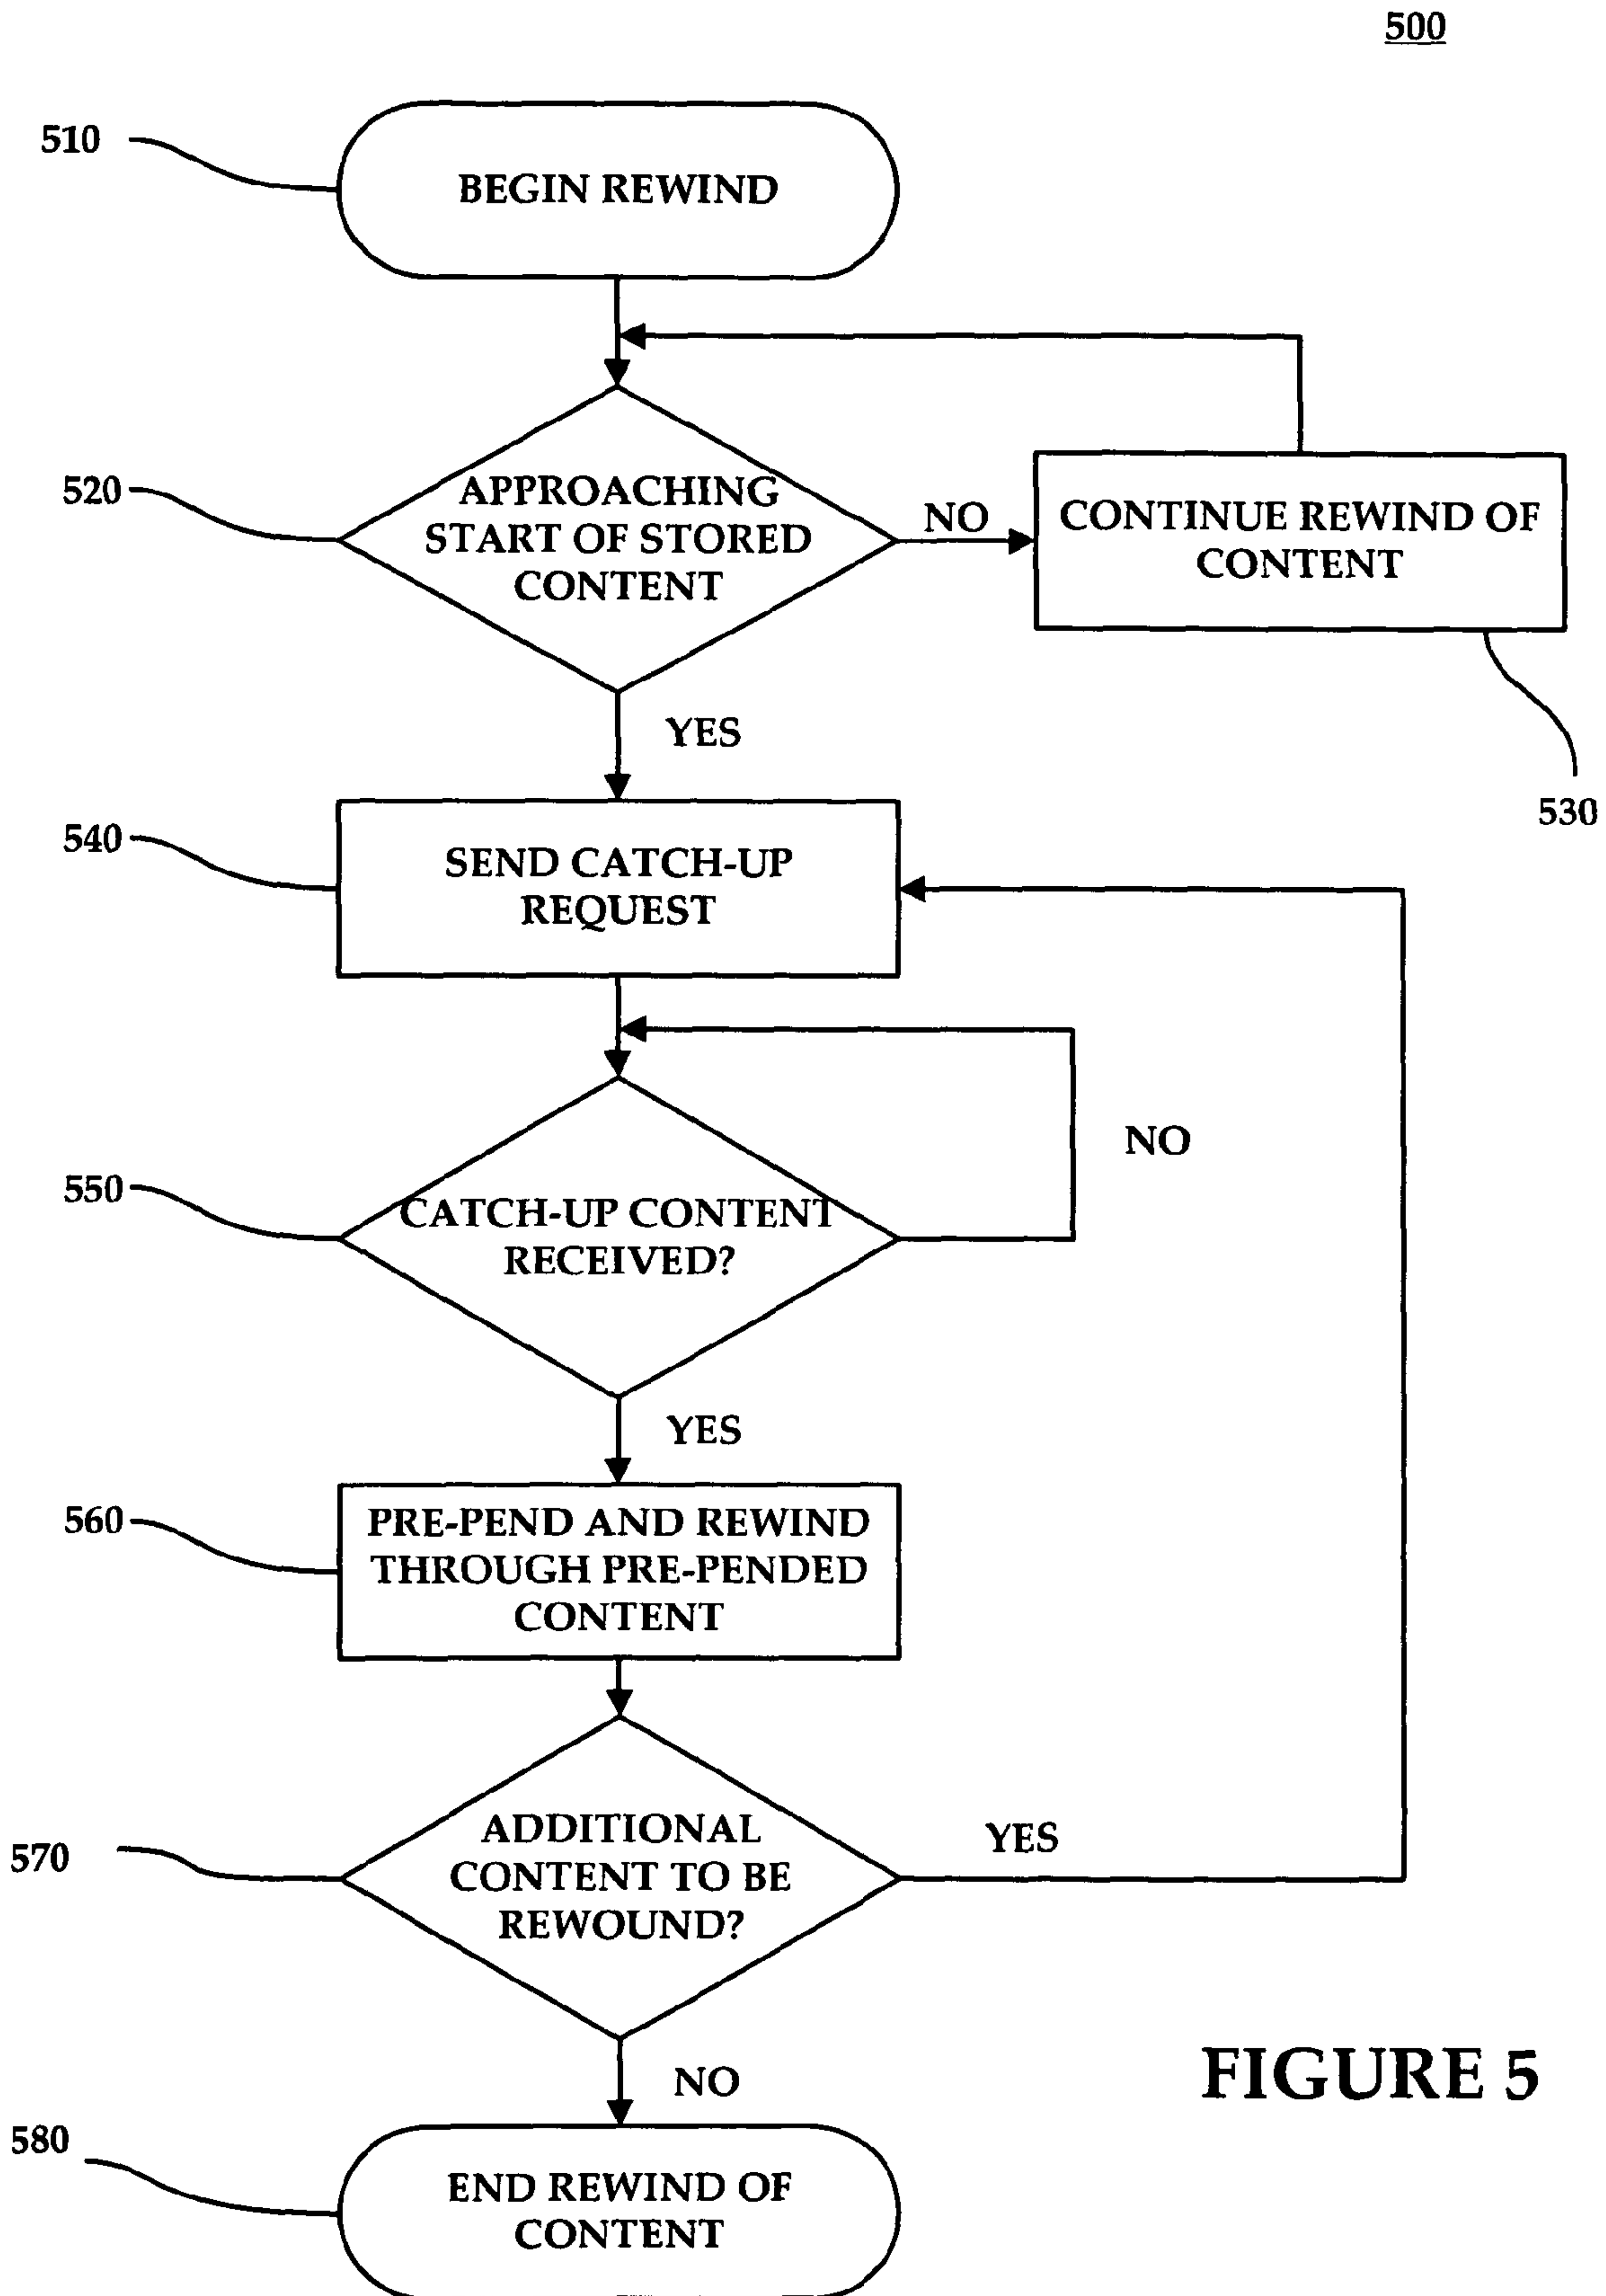 500
510
BEGIN REWIND
520
APPROACHING
START OF STORED
CONTENT
NO
CONTINUE REWIND OF
CONTENT
530
YES
540
SEND CATCH-UP
REQUEST
NO
550
CATCH-UP CONTENT
RECEIVED?
YES
560
PRE-PEND AND REWIND
THROUGH PRE-PENDED
CONTENT
570
ADDITIONAL
CONTENT TO BE
REWOUND?
YES
NO
FIGURE 5
580
END REWIND OF
CONTENT